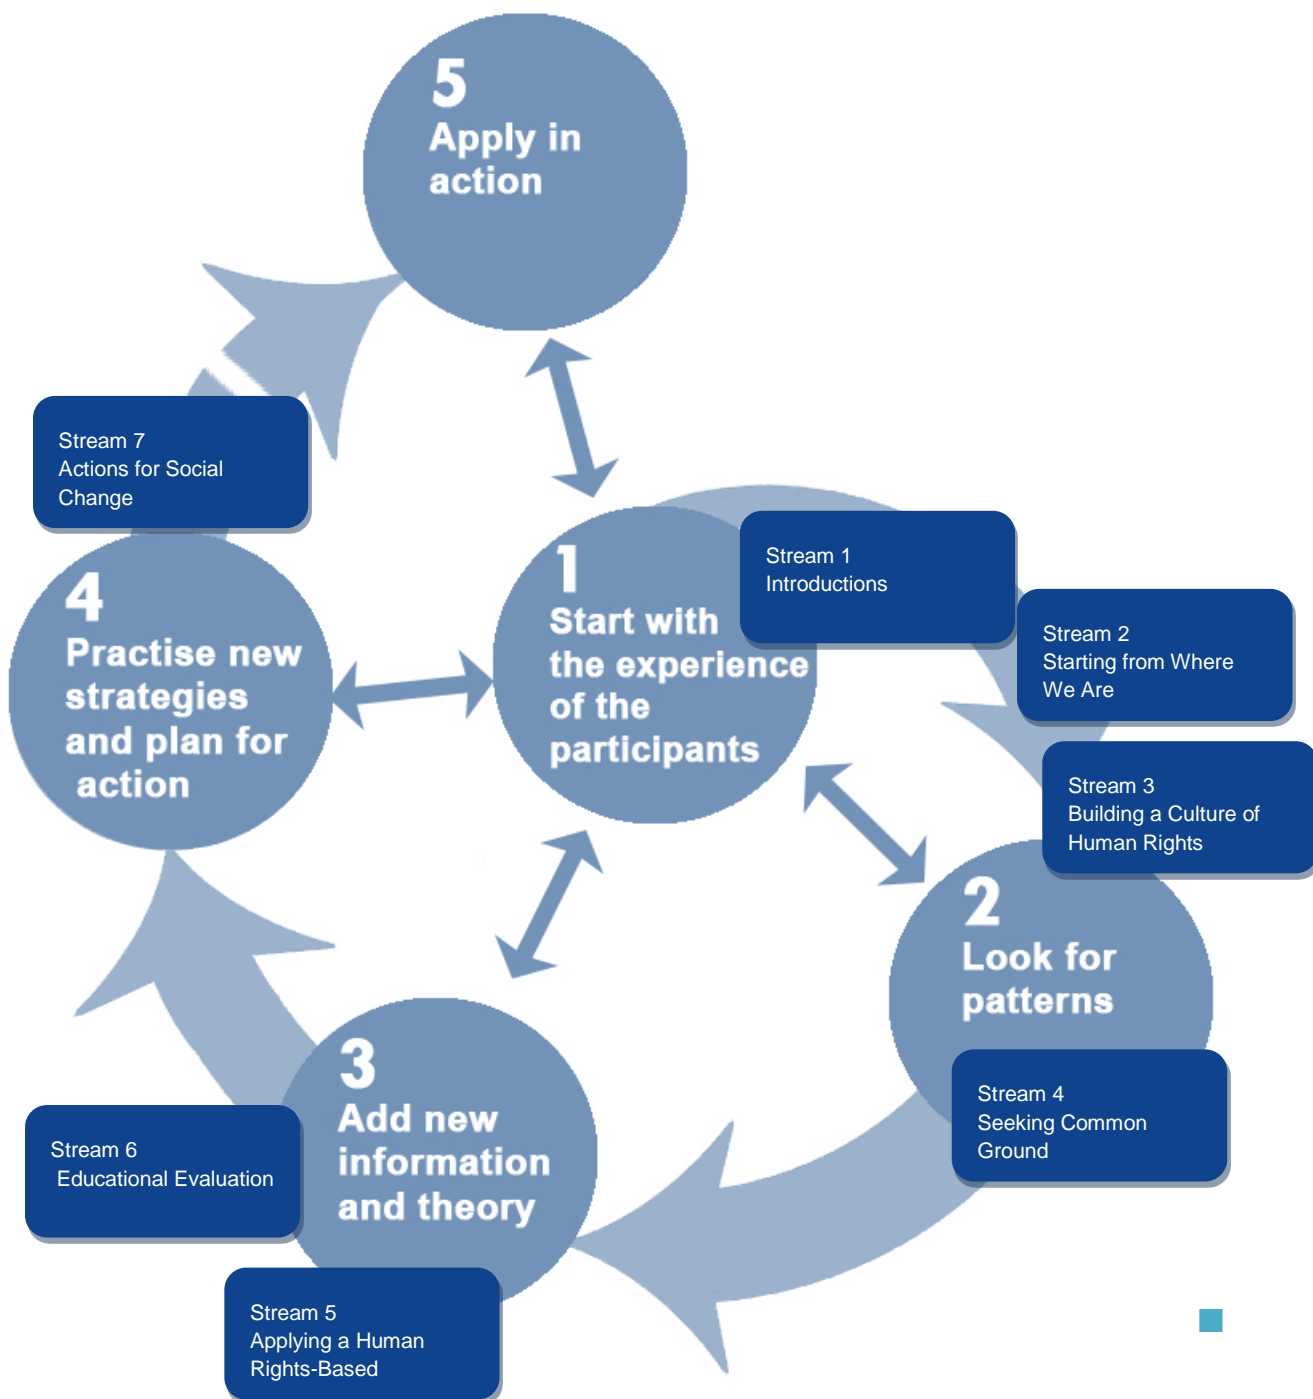 5
Apply in
action
Stream 7
Actions for Social
Change
1
Start with
the experience
of the
participants
Stream 1
Introductions
Stream 2
Starting from Where
We Are
4
Practise new
strategies
and plan for
action
Stream 3
Building a Culture of
Human Rights
2
Look for
patterns
3
Add new
information
and theory
Stream 4
Seeking Common
Ground
Stream 6
Educational Evaluation
Stream 5
Applying a Human
Rights-Based